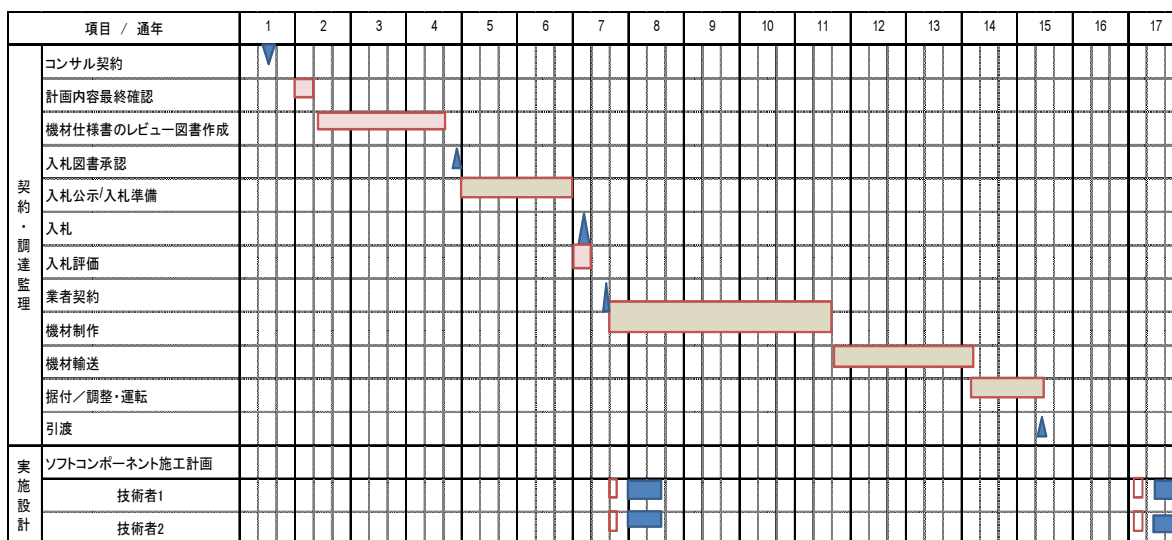 項目 / 通年 1 2 3 4 5 6 7 8 9 10 11 12 13 14 15 16 17
契約・調達監理
コンサル契約
計画内容最終確認
機材仕様書のレビュー図書作成
入札図書承認
入札公示/入札準備
入札
入札評価
業者契約
機材制作
機材輸送
据付／調整・運転
引渡
実施設計
ソフトコンポーネント施工計画
技術者1
技術者2